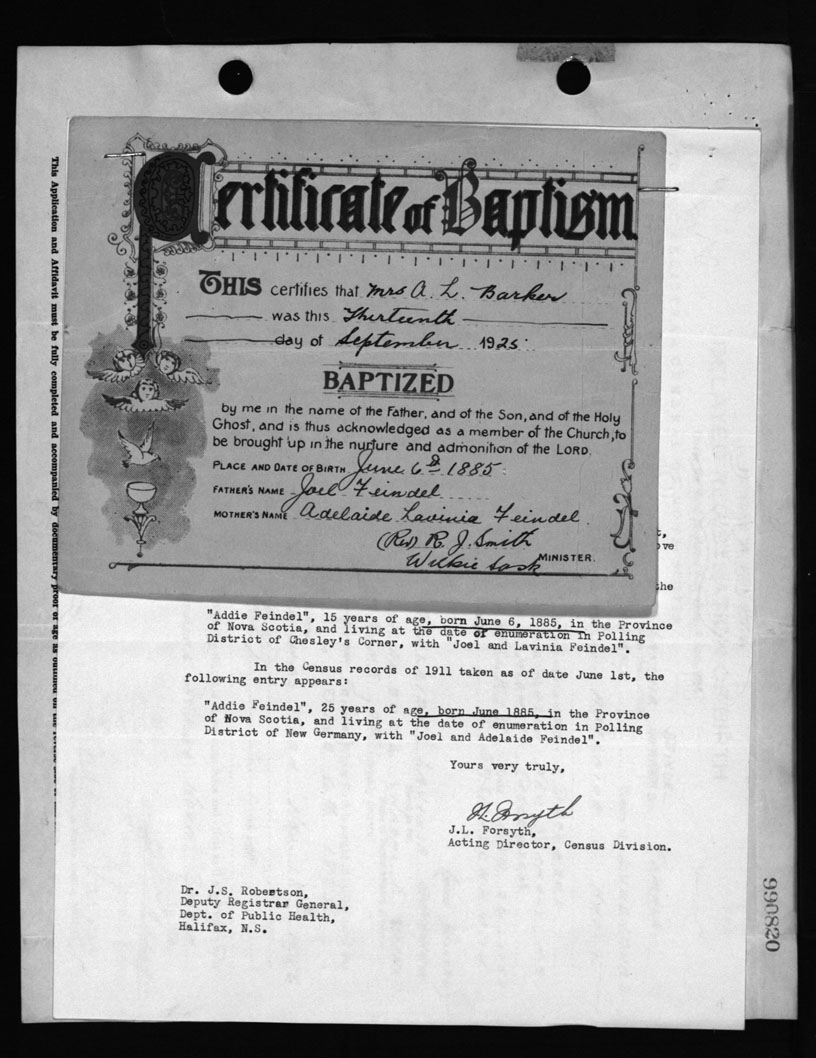 Certificate of Baptism
THIS certifies that Mrs A. L. Barker
was this Thirteenth
day of September 1925
BAPTIZED
by me in the name of the Father, and of the Son, and of the Holy
Ghost, and is thus acknowledged as a member of the Church, to
be brought up in the nurture and admonition of the LORD.
PLACE AND DATE OF BIRTH June 6th 1885
FATHER'S NAME Joel Feindel
MOTHER'S NAME Adelaide Lavinia Feindel
(Rev) R. J. Smith
MINISTER.
Wilkie Sask
the
"Addie Feindel", 15 years of age, born June 6, 1885, in the Province
of Nova Scotia, and living at the date of enumeration in Polling
District of Chesley's Corner, with "Joel and Lavinia Feindel".
In the Census records of 1911 taken as of date June 1st, the
following entry appears:
"Addie Feindel", 25 years of age, born June 1885, in the Province
of Nova Scotia, and living at the date of enumeration in Polling
District of New Germany, with "Joel and Adelaide Feindel".
Yours very truly,
J.L. Forsyth,
Acting Director, Census Division.
Dr. J.S. Robertson,
Deputy Registrar General,
Dept. of Public Health,
Halifax, N.S.
This Application and Affidavit must be fully completed and accompanied by documentary proof of age as
990820